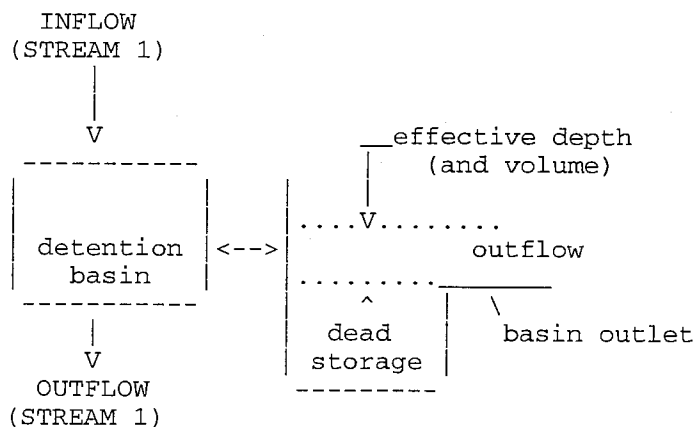 INFLOW
(STREAM 1)
V
effective depth
(and volume)
V
detention
basin
<-->
outflow
^
dead
storage
\ basin outlet
V
OUTFLOW
(STREAM 1)